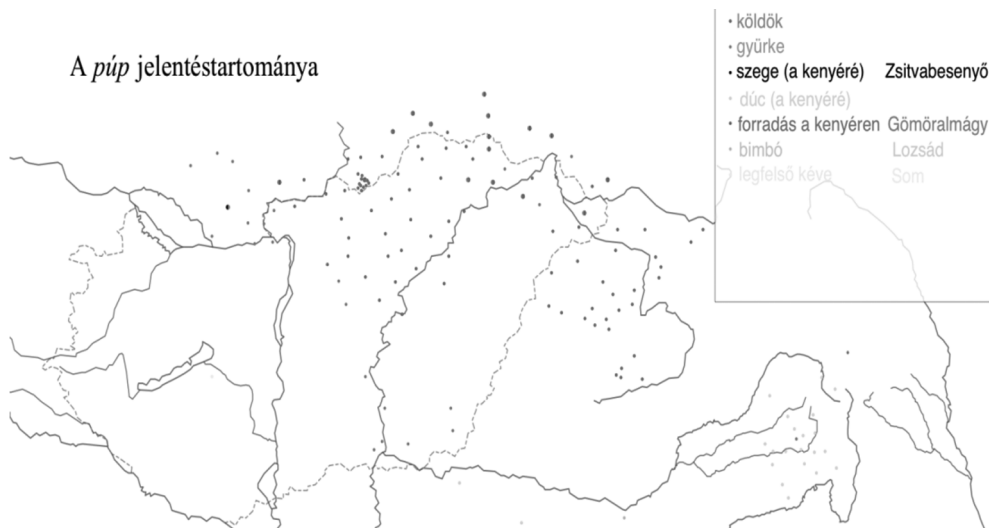 A púp jelentéstartománya
köldök
gyürke
szege (a kenyéré) Zsitvabesenyő
dúc (a kenyéré)
forradás a kenyéren Gömöralmágy
bimbó Lozsád
legfelső kéve Som